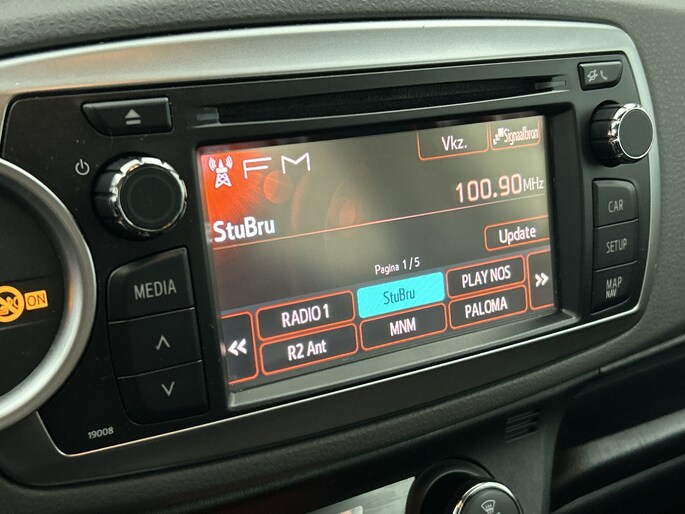 FM
Vkz.
Signaalbron
100.90MHz
StuBru
Update
Pagina 1/5
RADIO 1
StuBru
PLAY NOS
R2 Ant
MNM
PALOMA
MEDIA
CAR
SETUP
MAP
NAV
ON
19008